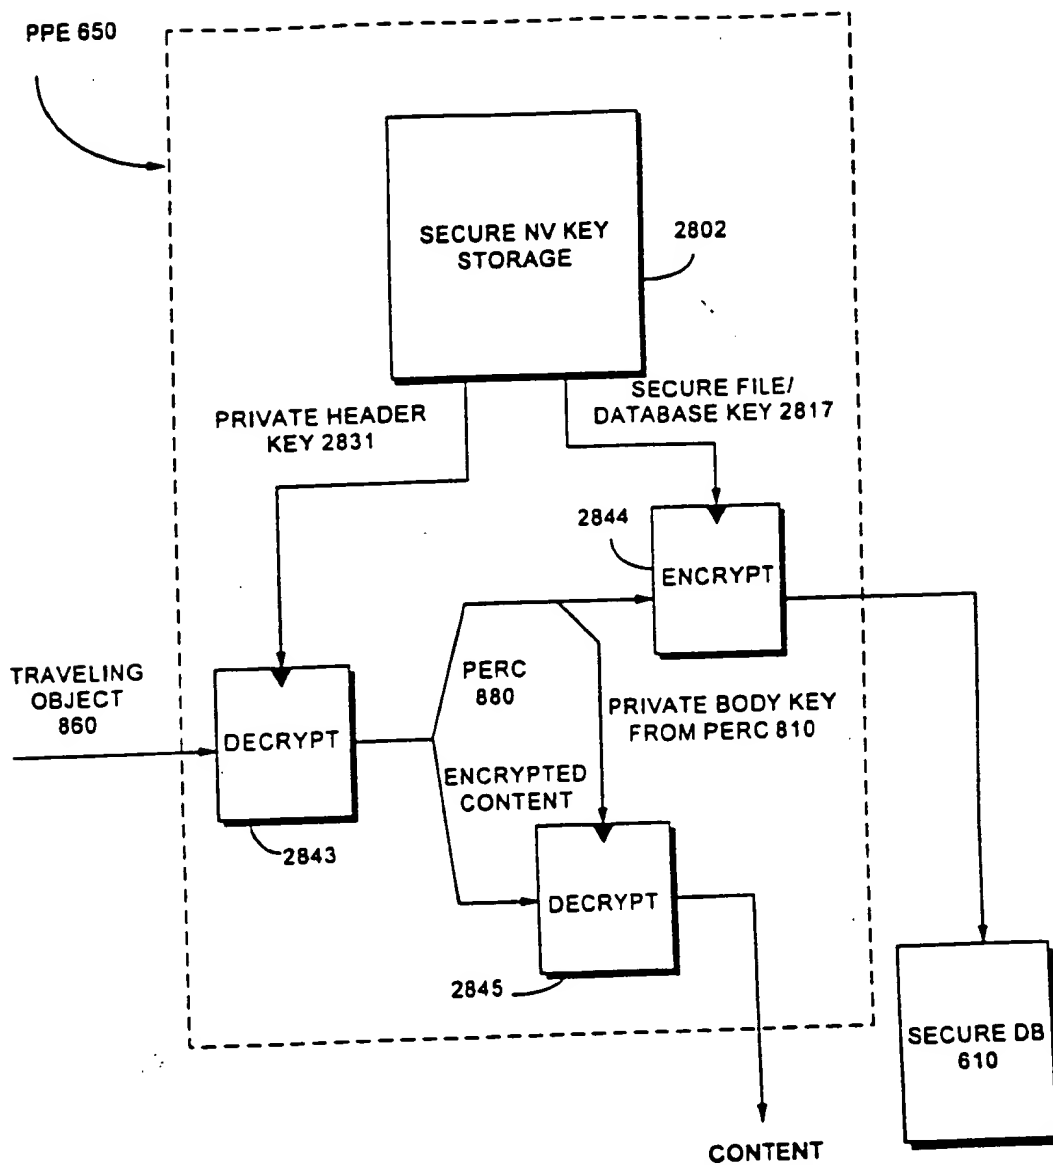 PPE 650
SECURE NV KEY
STORAGE
2802
PRIVATE HEADER
KEY 2831
SECURE FILE/
DATABASE KEY 2817
2844
ENCRYPT
TRAVELING
OBJECT
860
DECRYPT
2843
PERC
880
PRIVATE BODY KEY
FROM PERC 810
ENCRYPTED
CONTENT
DECRYPT
2845
SECURE DB
610
CONTENT